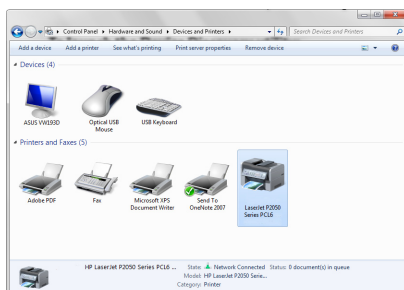 Control Panel ▸ Hardware and Sound ▸ Devices and Printers ▸
Search Devices and Printers
Add a device Add a printer See what's printing Print server properties Remove device
Devices (4)
ASUS VW193D
Optical USB
Mouse
USB Keyboard
Printers and Faxes (5)
Adobe PDF
Fax
Microsoft XPS
Document Writer
Send To
OneNote 2007
LaserJet P2050
Series PCL6
HP LaserJet P2050 Series PCL6 ... State: Network Connected Status: 0 document(s) in queue
Model: HP LaserJet P2050 Serie...
Category: Printer